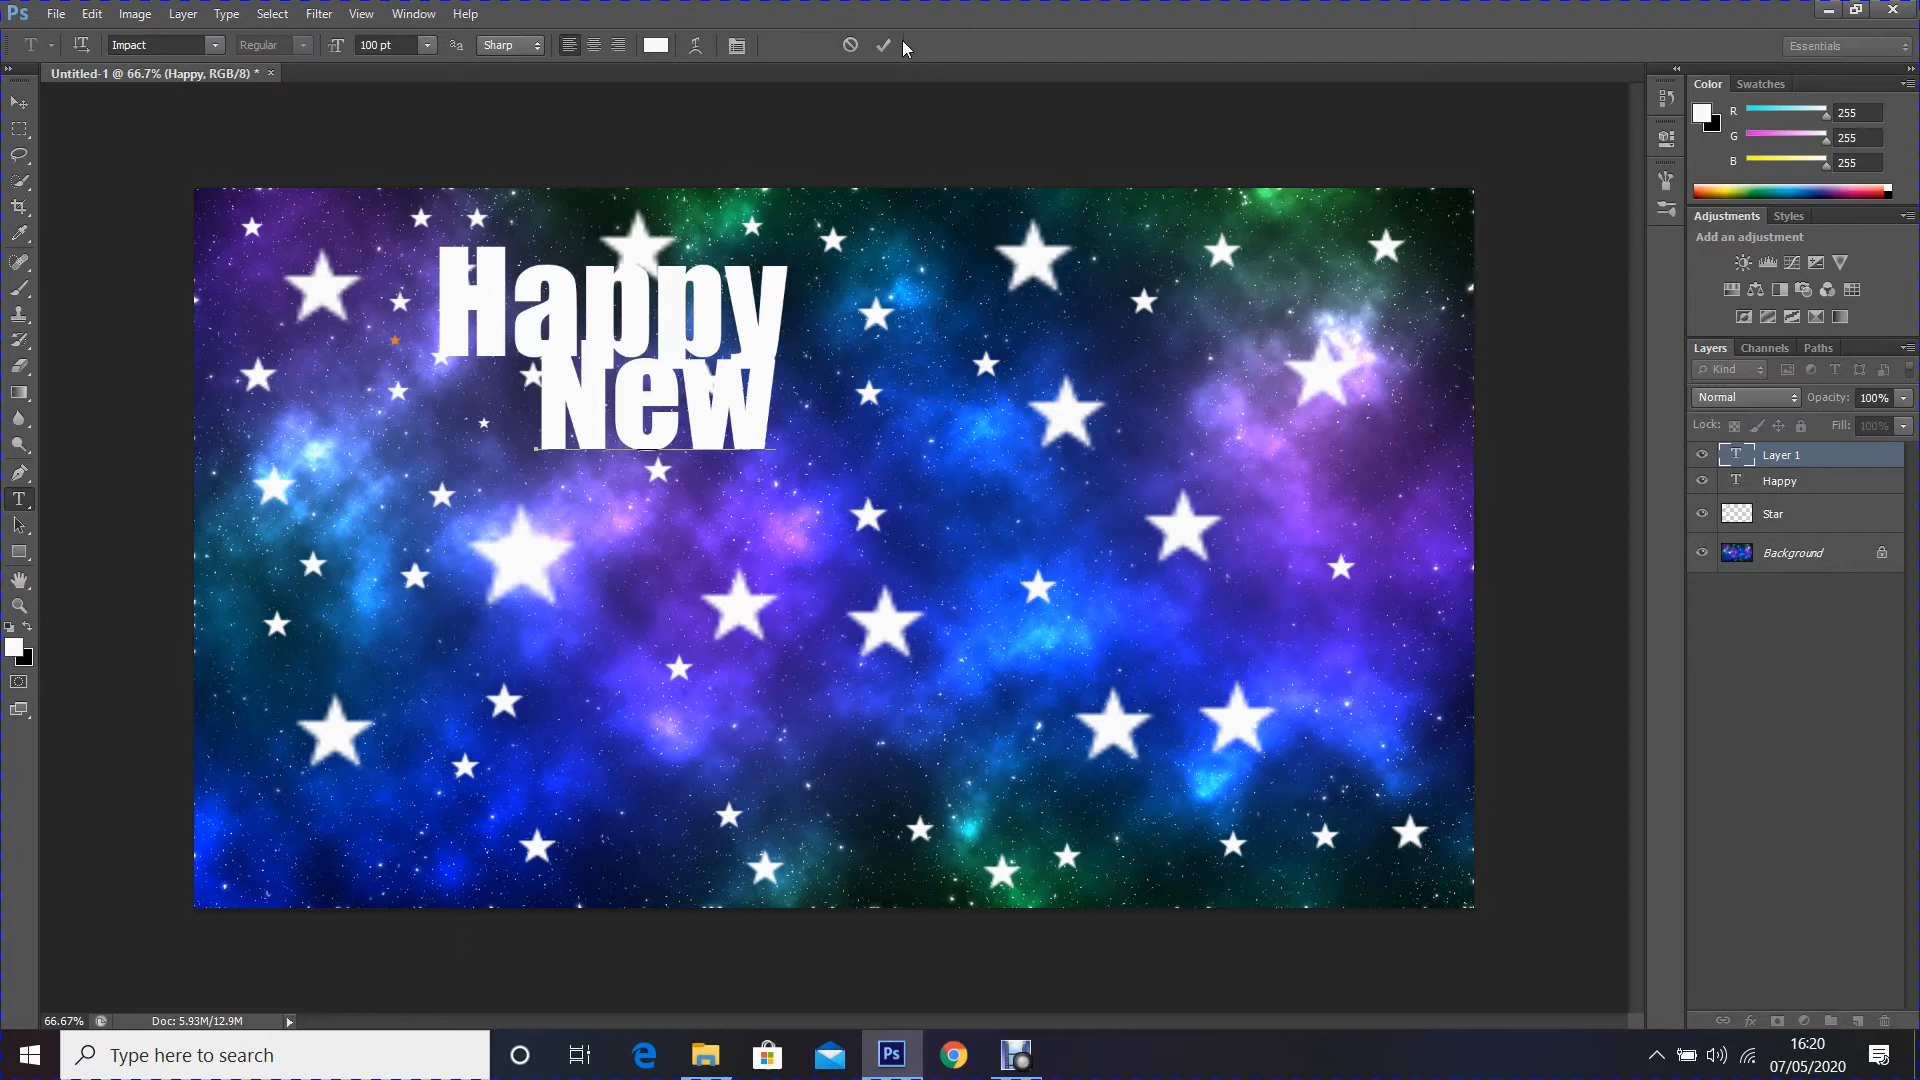 Ps File Edit Image Layer Type Select Filter View Window Help
T Impact Regular 100 pt aa Sharp Essentials
Untitled-1 @ 66.7% (Happy, RGB/8) * ×
Happy
New
Color Swatches
R 255
G 255
B 255
Adjustments Styles
Add an adjustment
Layers Channels Paths
Kind
Normal Opacity: 100%
Lock: Fill: 100%
T Layer 1
T Happy
Star
Background
fx
66.67% Doc: 5.93M/12.9M
Type here to search
Ps
16:20
07/05/2020